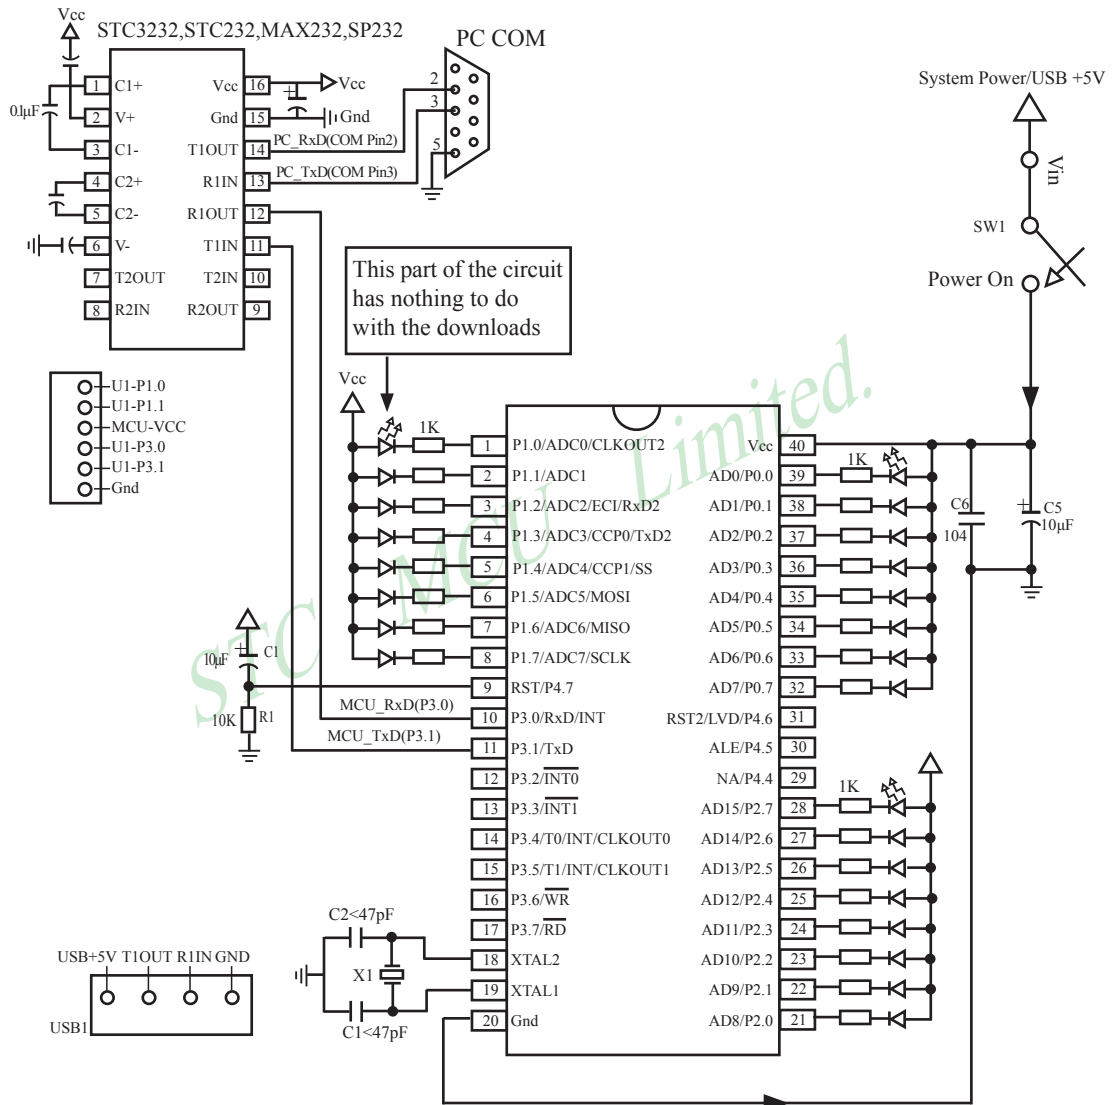 Vcc
STC3232,STC232,MAX232,SP232
PC COM
System Power/USB +5V
1 C1+
Vcc 16
Vcc
2
0.1µF
2 V+
Gnd 15
Gnd
3
3 C1-
T1OUT 14
PC_RxD(COM Pin2)
5
4 C2+
R1IN 13
PC_TxD(COM Pin3)
Vin
5 C2-
R1OUT 12
6 V-
T1IN 11
SW1
7 T2OUT
T2IN 10
8 R2IN
R2OUT 9
Power On
This part of the circuit
has nothing to do
with the downloads
U1-P1.0
U1-P1.1
MCU-VCC
U1-P3.0
U1-P3.1
Gnd
Vcc
1K
1 P1.0/ADC0/CLKOUT2
2 P1.1/ADC1
3 P1.2/ADC2/ECI/RxD2
4 P1.3/ADC3/CCP0/TxD2
5 P1.4/ADC4/CCP1/SS
6 P1.5/ADC5/MOSI
7 P1.6/ADC6/MISO
8 P1.7/ADC7/SCLK
9 RST/P4.7
MCU_RxD(P3.0)
10 P3.0/RxD/INT
MCU_TxD(P3.1)
11 P3.1/TxD
12 P3.2/INT0
13 P3.3/INT1
14 P3.4/T0/INT/CLKOUT0
15 P3.5/T1/INT/CLKOUT1
16 P3.6/WR
17 P3.7/RD
18 XTAL2
19 XTAL1
20 Gnd
Vcc 40
1K
AD0/P0.0 39
AD1/P0.1 38
AD2/P0.2 37
AD3/P0.3 36
AD4/P0.4 35
AD5/P0.5 34
AD6/P0.6 33
AD7/P0.7 32
RST2/LVD/P4.6 31
ALE/P4.5 30
NA/P4.4 29
1K
AD15/P2.7 28
AD14/P2.6 27
AD13/P2.5 26
AD12/P2.4 25
AD11/P2.3 24
AD10/P2.2 23
AD9/P2.1 22
AD8/P2.0 21
C6
104
C5
10µF
10µF
C1
10K
R1
C2<47pF
X1
C1<47pF
USB+5V T1OUT R1IN GND
USB1
STC MCU Limited.